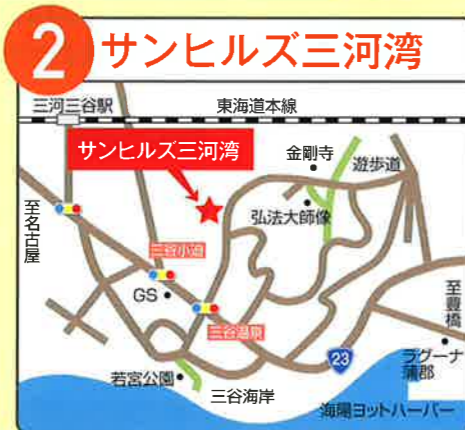 2 サンヒルズ三河湾
三河三谷駅
東海道本線
サンヒルズ三河湾
金剛寺
遊歩道
弘法大師像
至名古屋
三谷小辺
GS
三谷温泉
至豊橋
23
ラグーナ
蒲郡
若宮公園
三谷海岸
海陽ヨットハーバー